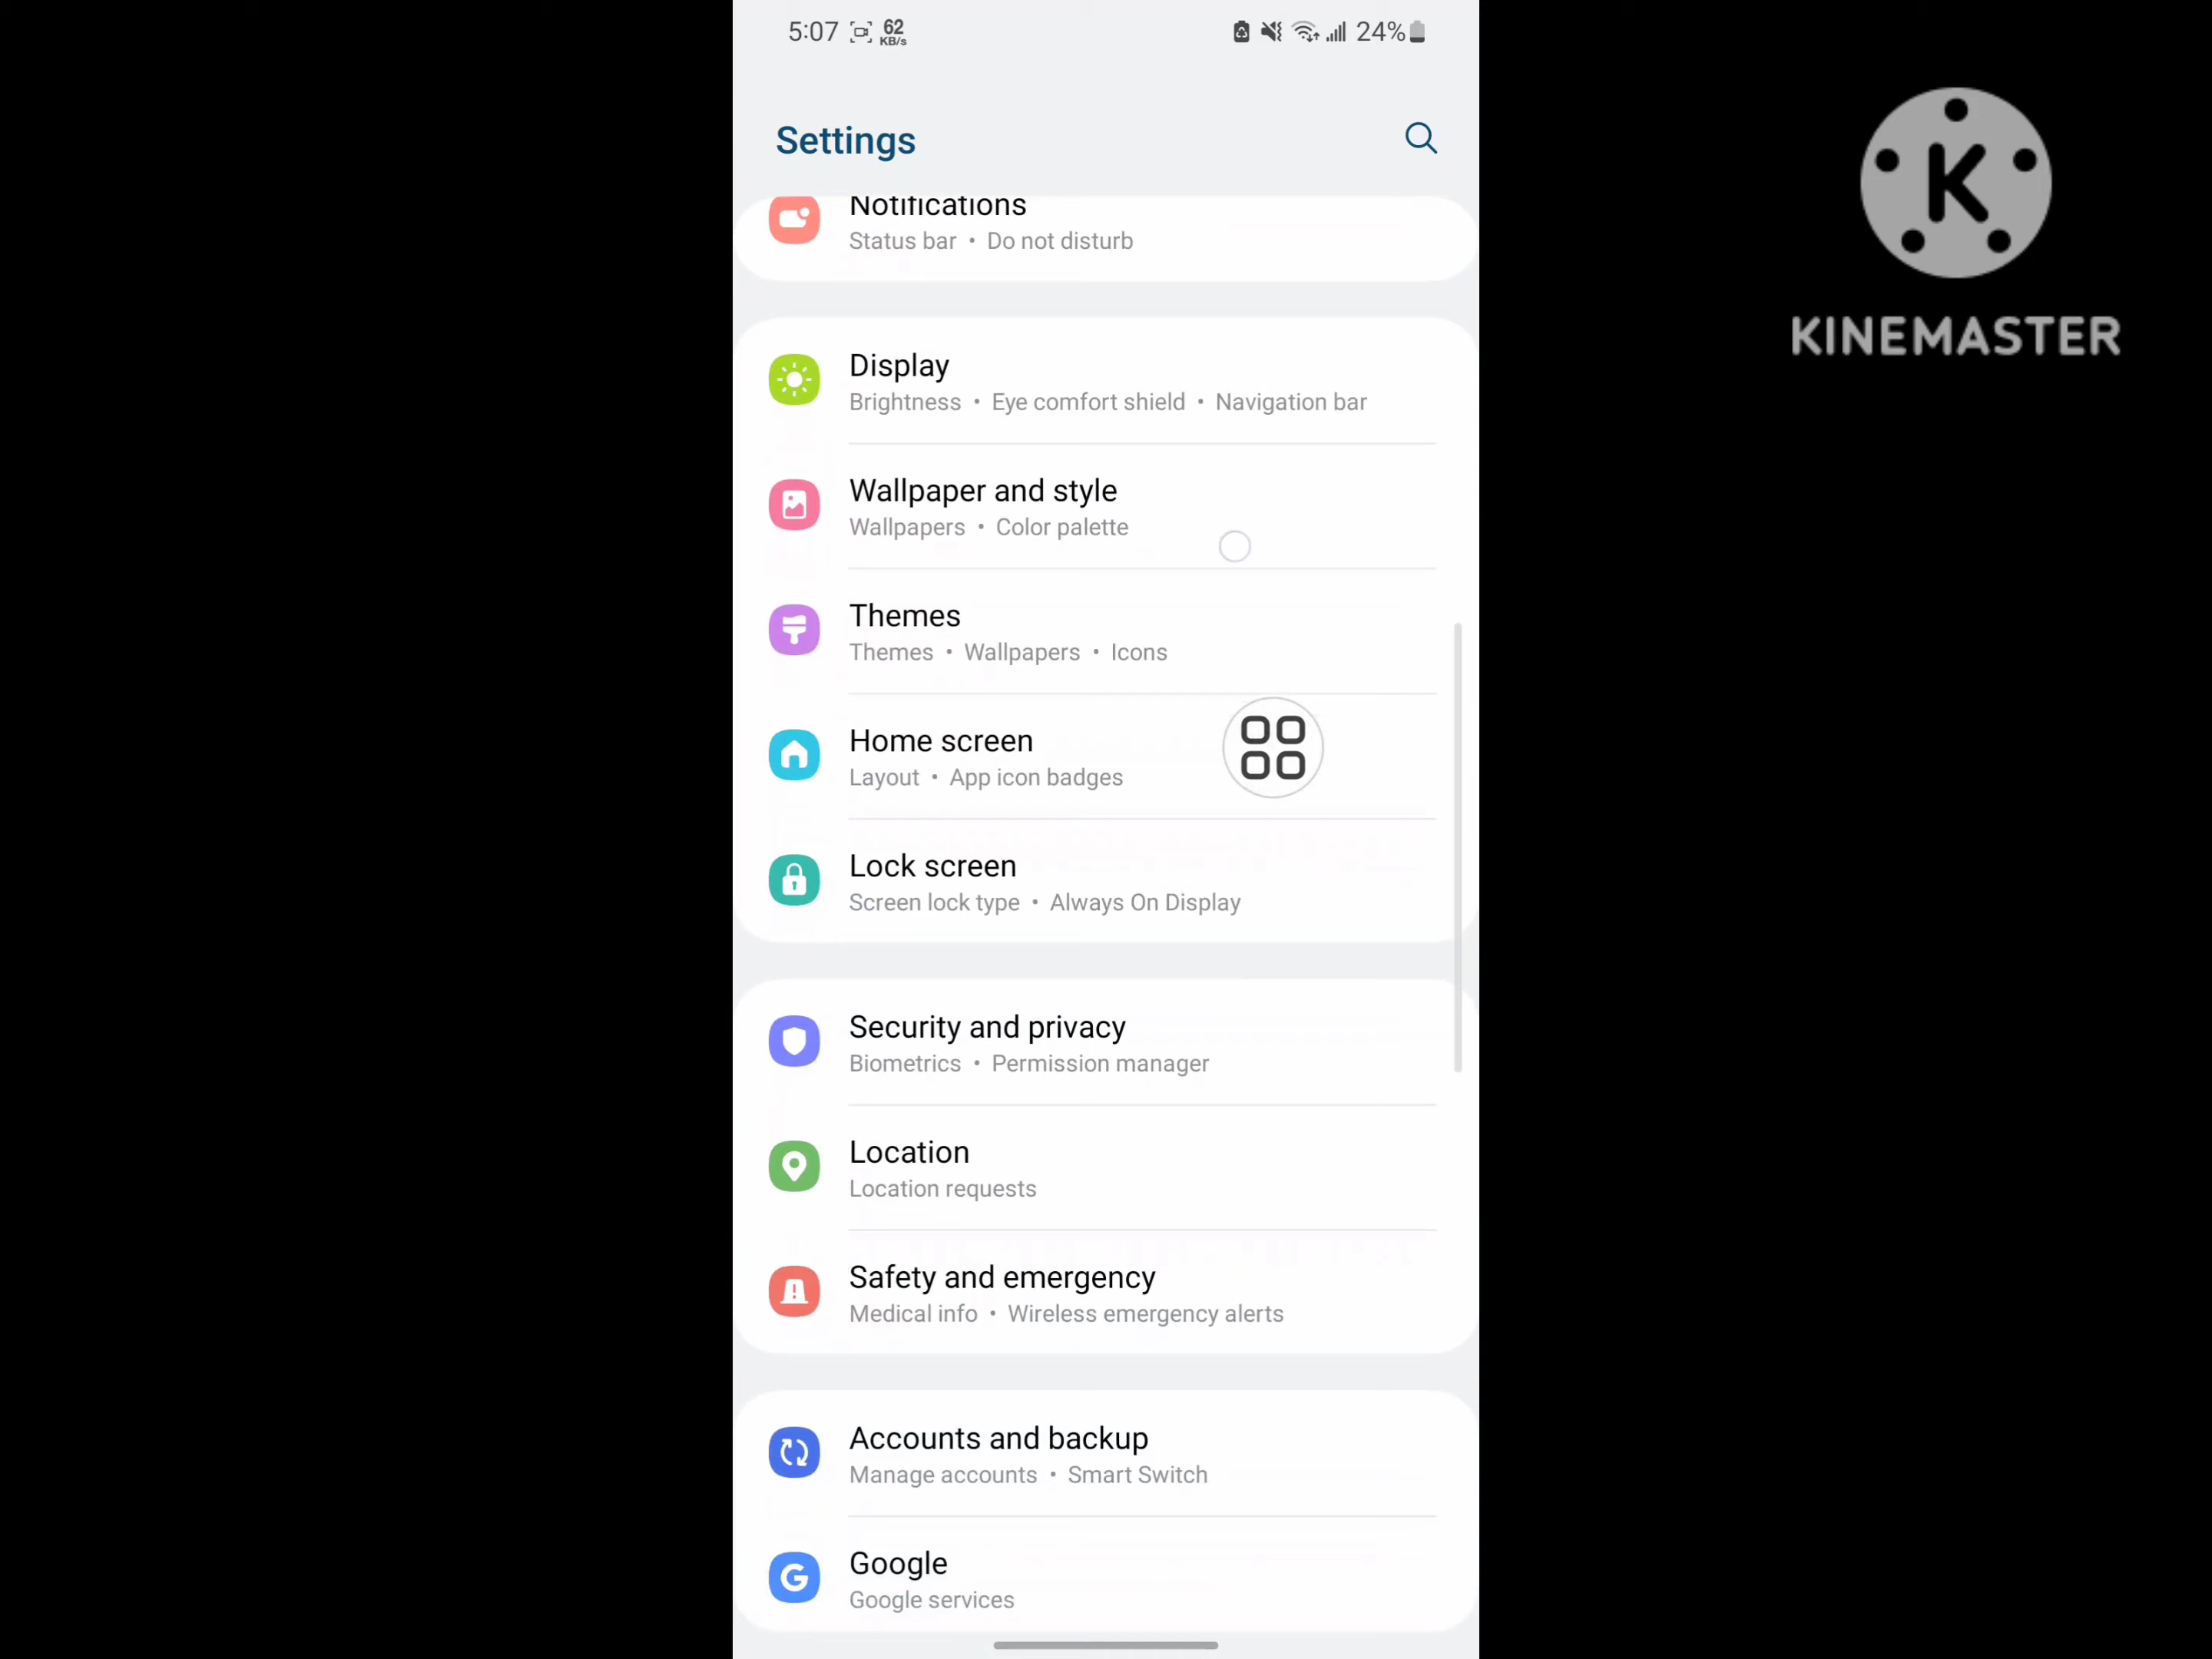 5:07 62 KB/s 24%
KINEMASTER
Settings
Notifications
Status bar • Do not disturb
Display
Brightness • Eye comfort shield • Navigation bar
Wallpaper and style
Wallpapers • Color palette
Themes
Themes • Wallpapers • Icons
Home screen
Layout • App icon badges
Lock screen
Screen lock type • Always On Display
Security and privacy
Biometrics • Permission manager
Location
Location requests
Safety and emergency
Medical info • Wireless emergency alerts
Accounts and backup
Manage accounts • Smart Switch
Google
Google services